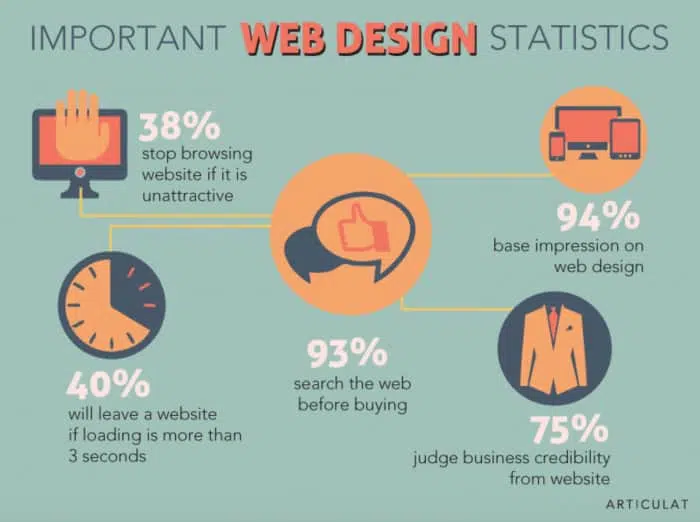 IMPORTANT WEB DESIGN STATISTICS
38%
stop browsing
website if it is
unattractive
94%
base impression on
web design
40%
will leave a website
if loading is more than
3 seconds
93%
search the web
before buying
75%
judge business credibility
from website
ARTICULAT